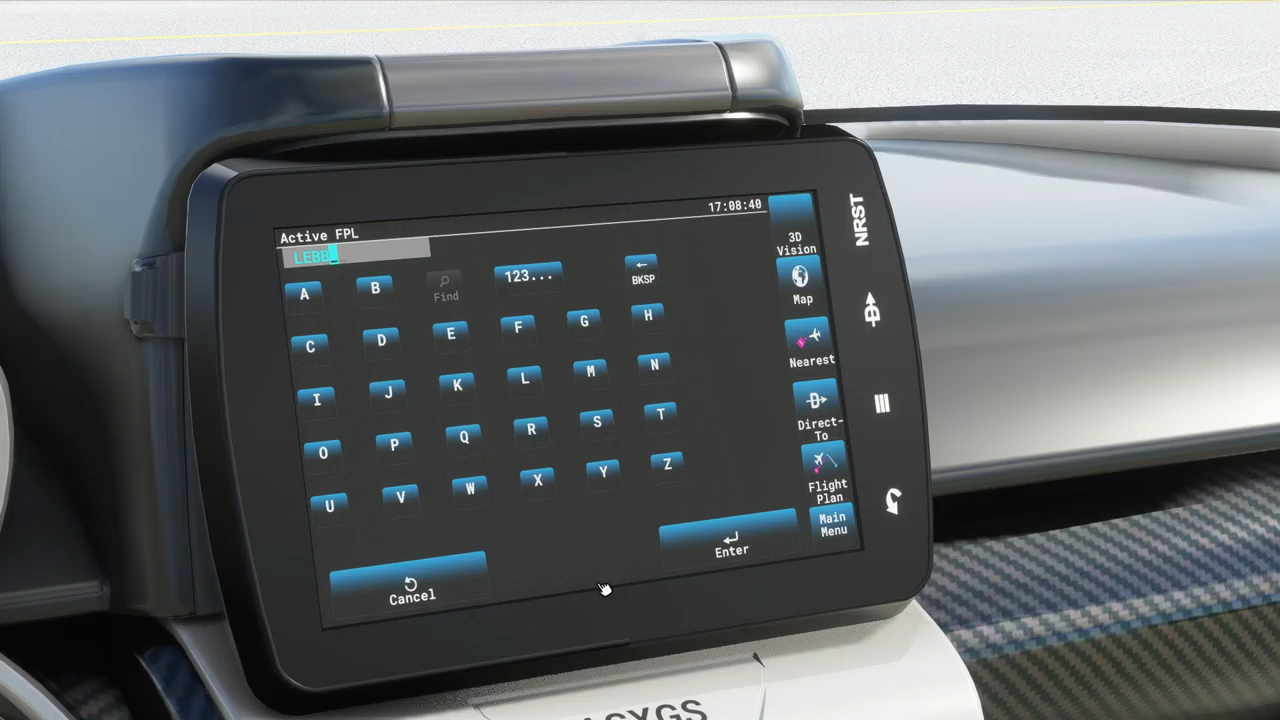 17:08:40
Active FPL
LEBB_
A
B
Find
123...
BKSP
C
D
E
F
G
H
I
J
K
L
M
N
O
P
Q
R
S
T
U
V
W
X
Y
Z
Cancel
Enter
3D
Vision
Map
Nearest
Direct-
To
Flight
Plan
Main
Menu
NRST